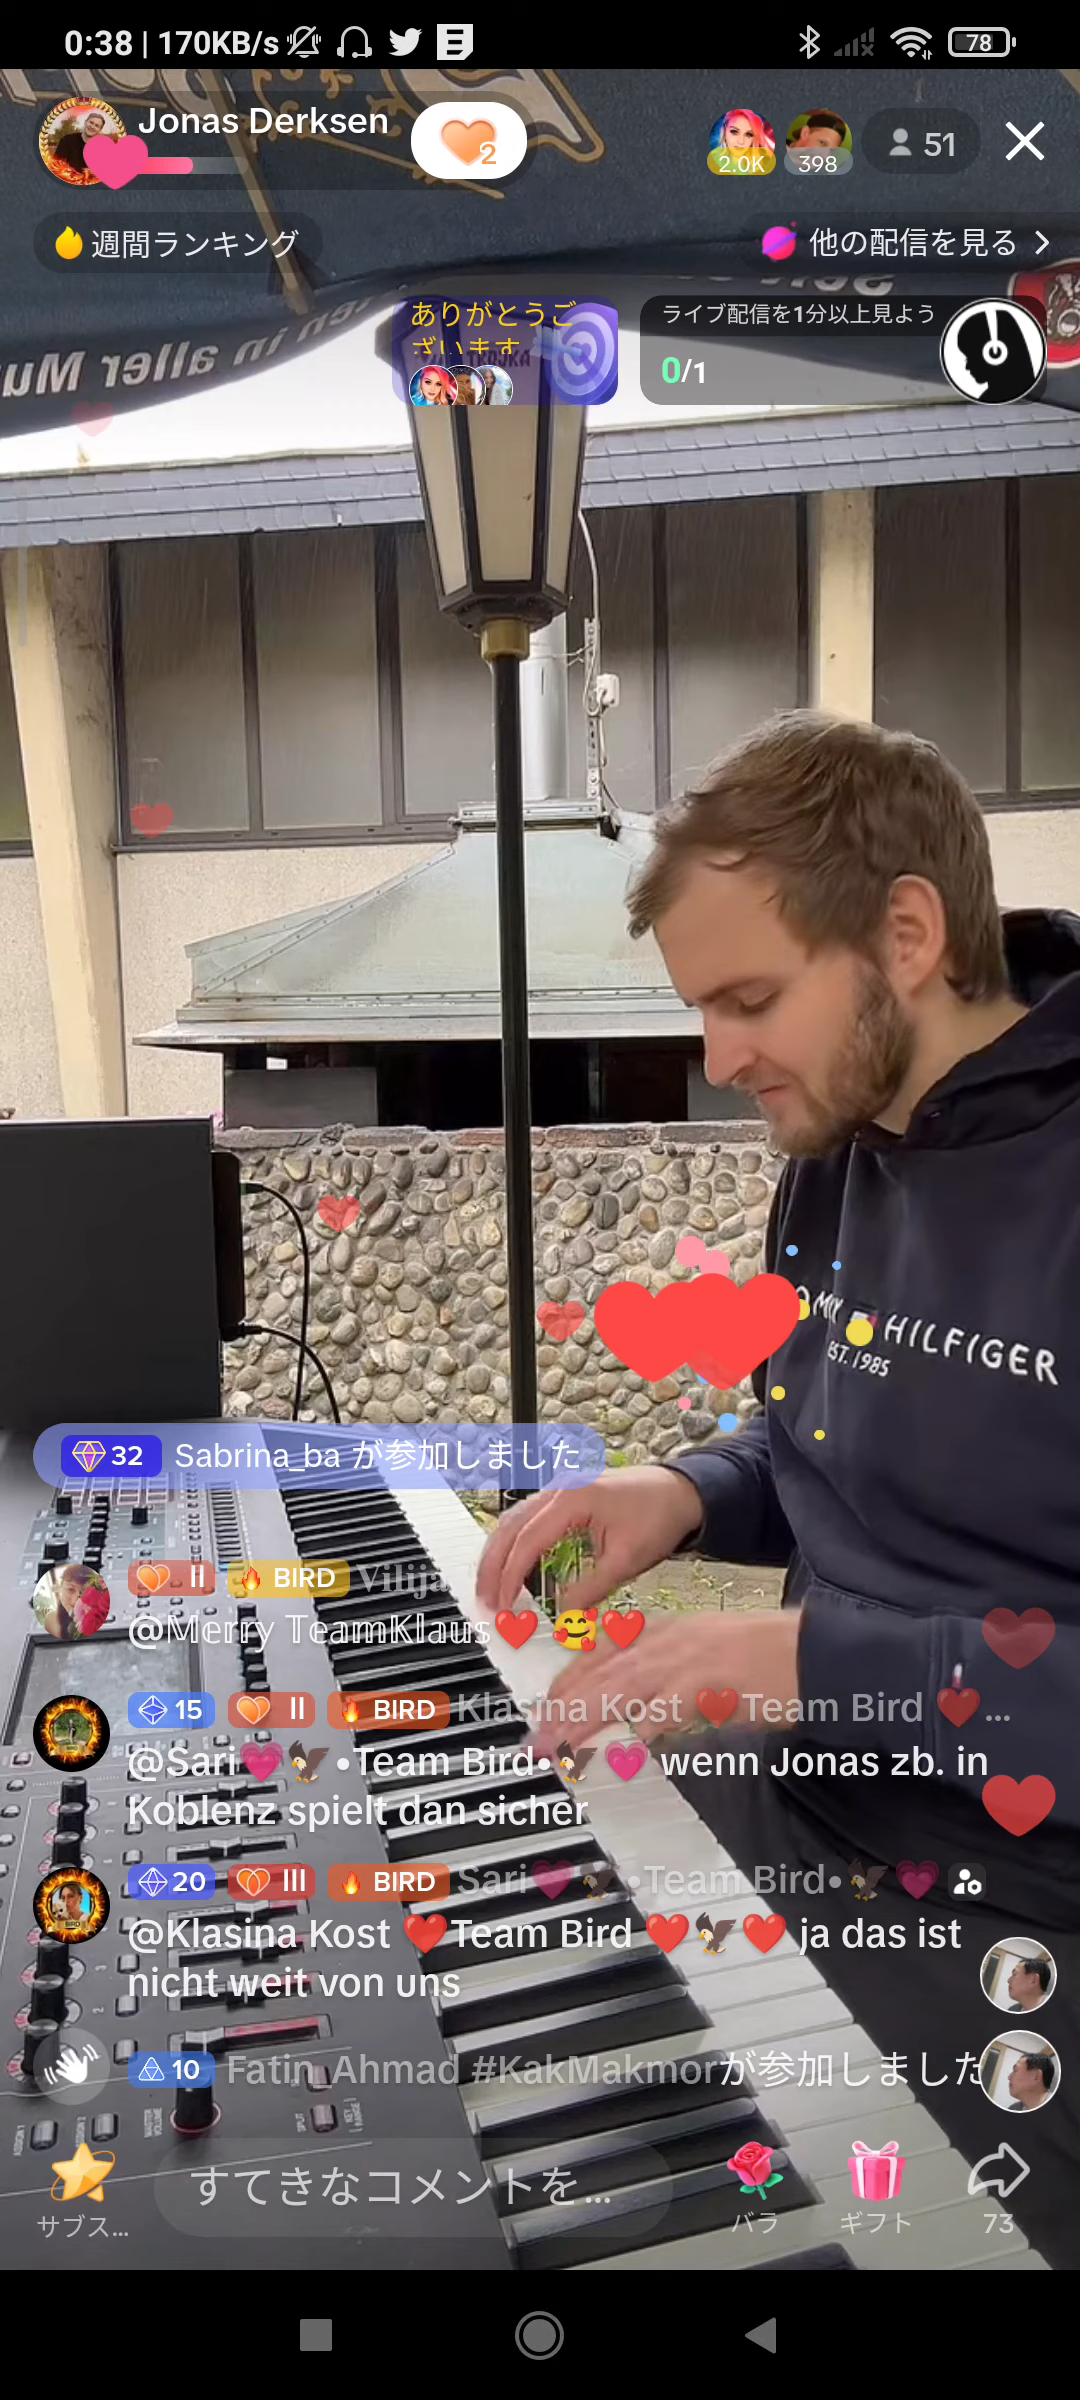 0:38 | 170KB/s
78
Jonas Derksen
2
2.0K
398
51
週間ランキング
他の配信を見る
ありがとうご
ざいます
ライブ配信を1分以上見よう
0/1
HILFIGER
EST. 1985
32 Sabrina_ba が参加しました
II BIRD Vilija
@Merry TeamKlaus❤️ 🥰❤️
15 II BIRD Klasina Kost ❤️Team Bird ❤️...
@Sari💗🦅•Team Bird•🦅💗 wenn Jonas zb. in
Koblenz spielt dan sicher
20 III BIRD Sari💗🦅•Team Bird•🦅💗
@Klasina Kost ❤️Team Bird ❤️🦅❤️ ja das ist
nicht weit von uns
10 Fatin_Ahmad #KakMakmorが参加しました
すてきなコメントを...
サブス...
バラ
ギフト
73